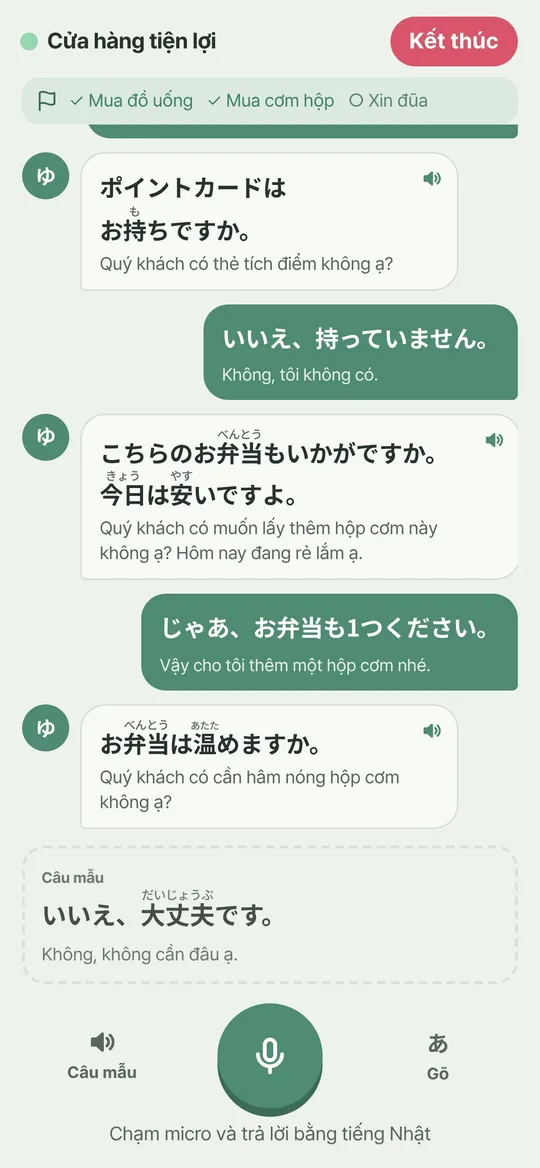 Cửa hàng tiện lợi
Kết thúc
✓ Mua đồ uống ✓ Mua cơm hộp ○ Xin đũa
ゆ
ポイントカードは
お持ちですか。
も
Quý khách có thẻ tích điểm không ạ?
いいえ、持っていません。
Không, tôi không có.
ゆ
べんとう
こちらのお弁当もいかがですか。
きょう やす
今日は安いですよ。
Quý khách có muốn lấy thêm hộp cơm này
không ạ? Hôm nay đang rẻ lắm ạ.
じゃあ、お弁当も1つください。
Vậy cho tôi thêm một hộp cơm nhé.
ゆ
べんとう あたた
お弁当は温めますか。
Quý khách có cần hâm nóng hộp cơm
không ạ?
Câu mẫu
だいじょうぶ
いいえ、大丈夫です。
Không, không cần đâu ạ.
Câu mẫu
あ
Gõ
Chạm micro và trả lời bằng tiếng Nhật